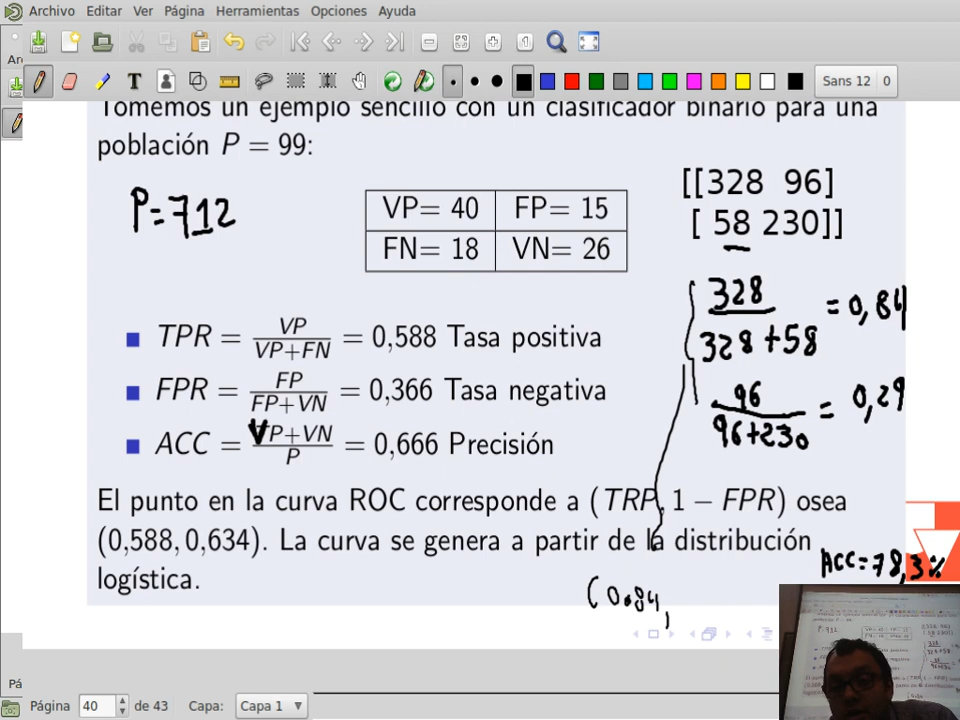 Archivo Editar Ver Página Herramientas Opciones Ayuda
Sans 12 0
Tomemos un ejemplo sencillo con un clasificador binario para una
población P = 99:
P=712
VP= 40 FP= 15
FN= 18 VN= 26
[[328 96]
[ 58 230]]
328
328+58
= 0,84
96
96+230
= 0,29
TPR = VP / VP+FN = 0,588 Tasa positiva
FPR = FP / FP+VN = 0,366 Tasa negativa
ACC = VP+VN / P = 0,666 Precisión
El punto en la curva ROC corresponde a (TRP, 1 − FPR) osea
(0,588, 0,634). La curva se genera a partir de la distribución
logística.
ACC=78,3%
(0.84,
Pá
Página 40 de 43 Capa: Capa 1